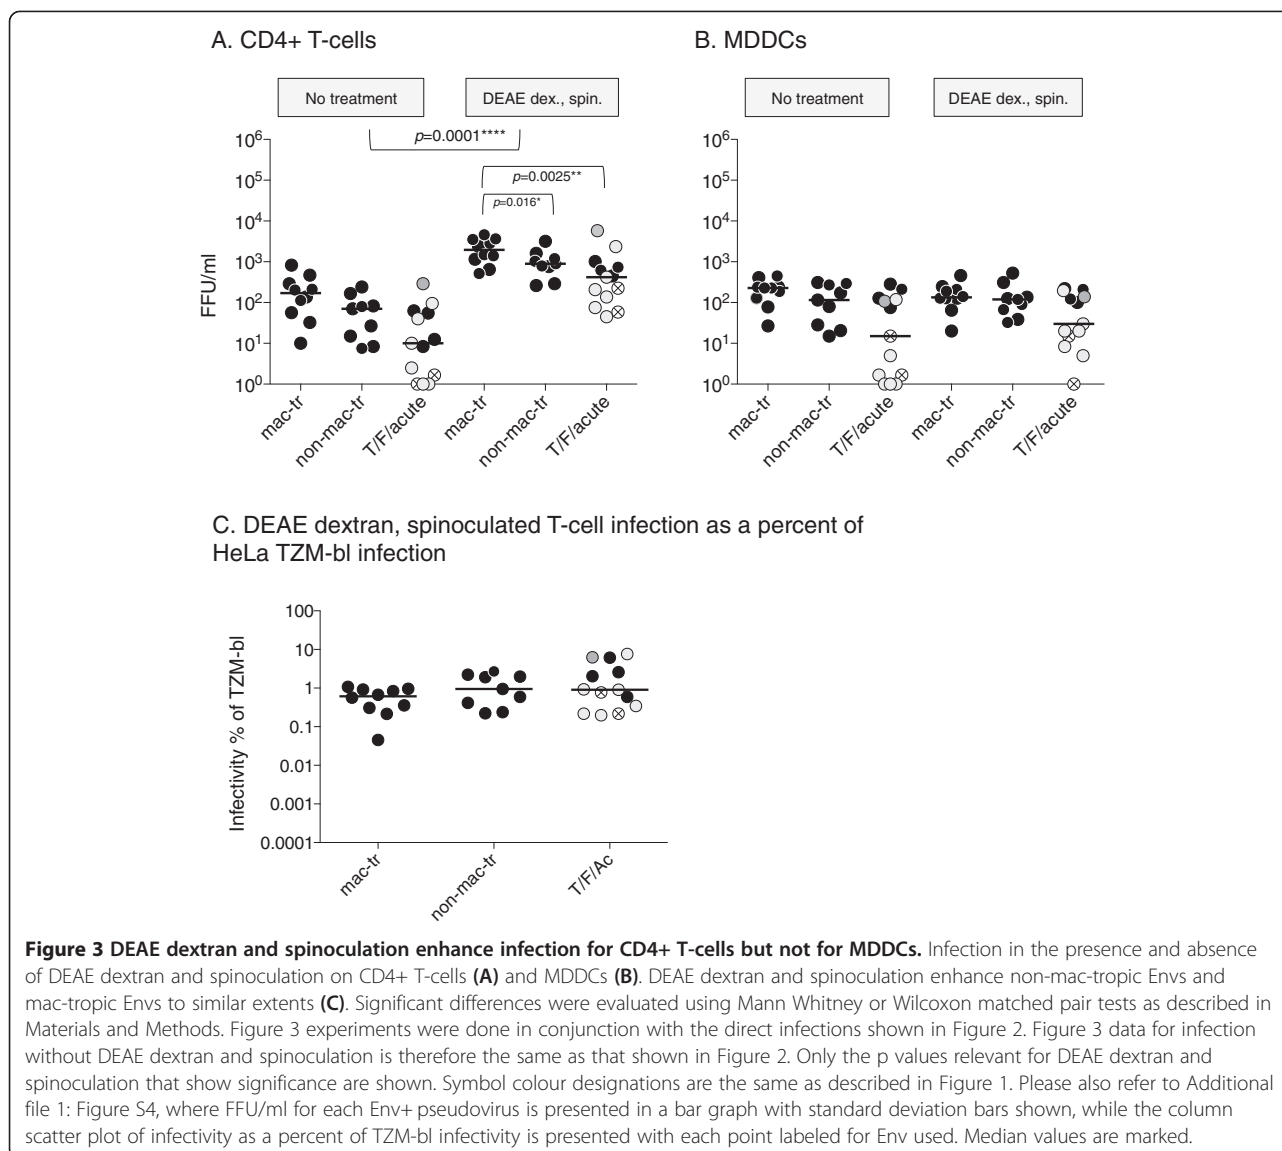 A. CD4+ T-cells
No treatment
DEAE dex., spin.
p=0.0001****
p=0.0025**
p=0.016*
FFU/ml
10⁶
10⁵
10⁴
10³
10²
10¹
10⁰
mac-tr
non-mac-tr
T/F/acute
mac-tr
non-mac-tr
T/F/acute
B. MDDCs
No treatment
DEAE dex., spin.
10⁶
10⁵
10⁴
10³
10²
10¹
10⁰
mac-tr
non-mac-tr
T/F/acute
mac-tr
non-mac-tr
T/F/acute
C. DEAE dextran, spinoculated T-cell infection as a percent of
HeLa TZM-bl infection
Infectivity % of TZM-bl
100
10
1
0.1
0.01
0.001
0.0001
mac-tr
non-mac-tr
T/F/Ac
Figure 3 DEAE dextran and spinoculation enhance infection for CD4+ T-cells but not for MDDCs. Infection in the presence and absence
of DEAE dextran and spinoculation on CD4+ T-cells (A) and MDDCs (B). DEAE dextran and spinoculation enhance non-mac-tropic Envs and
mac-tropic Envs to similar extents (C). Significant differences were evaluated using Mann Whitney or Wilcoxon matched pair tests as described in
Materials and Methods. Figure 3 experiments were done in conjunction with the direct infections shown in Figure 2. Figure 3 data for infection
without DEAE dextran and spinoculation is therefore the same as that shown in Figure 2. Only the p values relevant for DEAE dextran and
spinoculation that show significance are shown. Symbol colour designations are the same as described in Figure 1. Please also refer to Additional
file 1: Figure S4, where FFU/ml for each Env+ pseudovirus is presented in a bar graph with standard deviation bars shown, while the column
scatter plot of infectivity as a percent of TZM-bl infectivity is presented with each point labeled for Env used. Median values are marked.